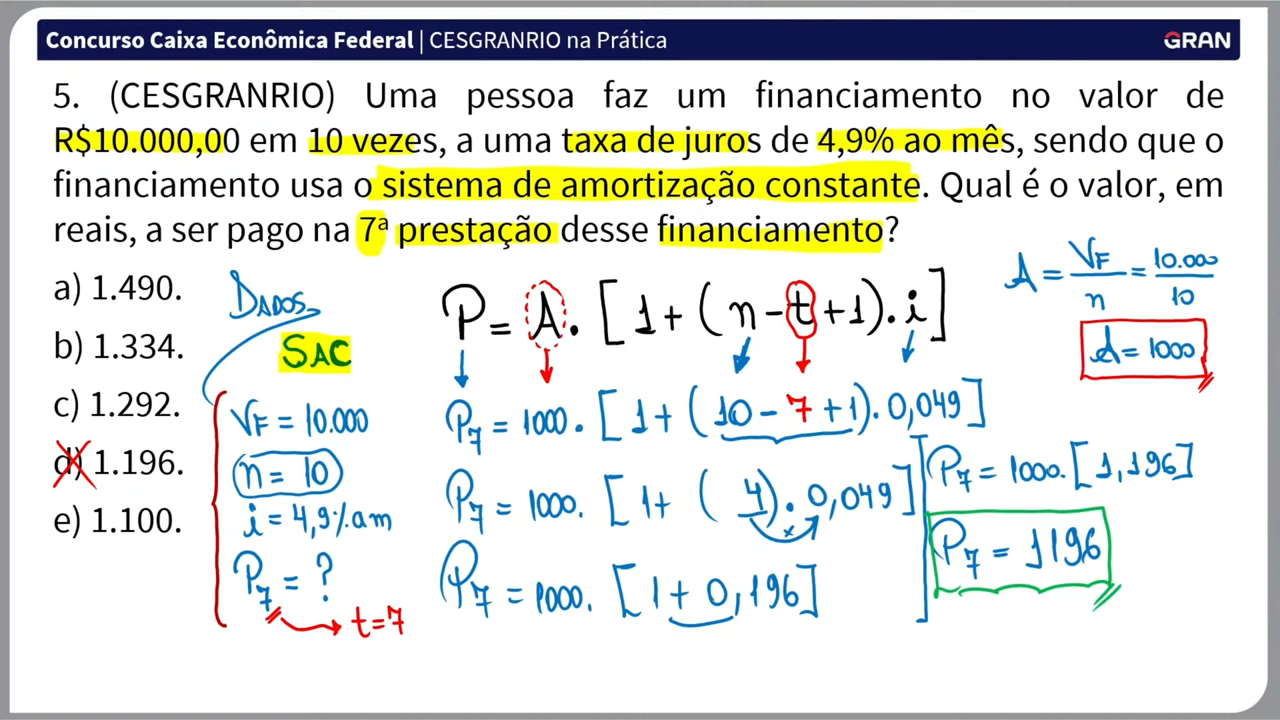 Concurso Caixa Econômica Federal | CESGRANRIO na Prática
GRAN
5. (CESGRANRIO) Uma pessoa faz um financiamento no valor de
R$10.000,00 em 10 vezes, a uma taxa de juros de 4,9% ao mês, sendo que o
financiamento usa o sistema de amortização constante. Qual é o valor, em
reais, a ser pago na 7ª prestação desse financiamento?
a) 1.490.
b) 1.334.
c) 1.292.
d) 1.196.
e) 1.100.
DADOS
SAC
VF = 10.000
n = 10
i = 4,9% am
P7 = ?
t = 7
P = A . [1 + (n - t + 1) . i]
P7 = 1000 . [1 + (10 - 7 + 1) . 0,049]
P7 = 1000 . [1 + (4) . 0,049]
x
P7 = 1000 . [1 + 0,196]
A = VF/n = 10.000/10
A = 1000
P7 = 1000 . [1,196]
P7 = 1196